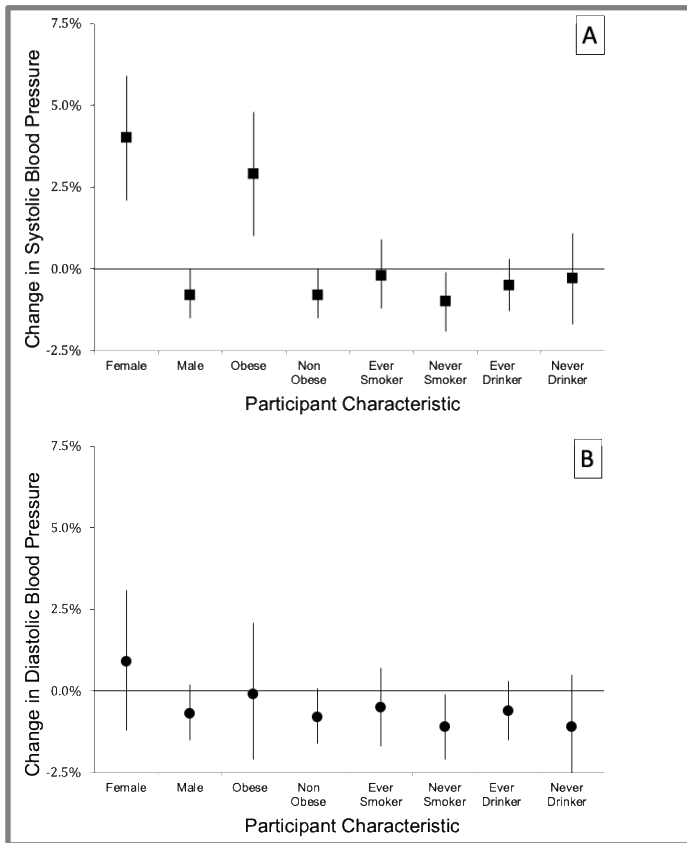 A
Change in Systolic Blood Pressure
7.5%
5.0%
2.5%
0.0%
-2.5%
Female Male Obese Non Obese Ever Smoker Never Smoker Ever Drinker Never Drinker
Participant Characteristic
B
Change in Diastolic Blood Pressure
7.5%
5.0%
2.5%
0.0%
-2.5%
Female Male Obese Non Obese Ever Smoker Never Smoker Ever Drinker Never Drinker
Participant Characteristic